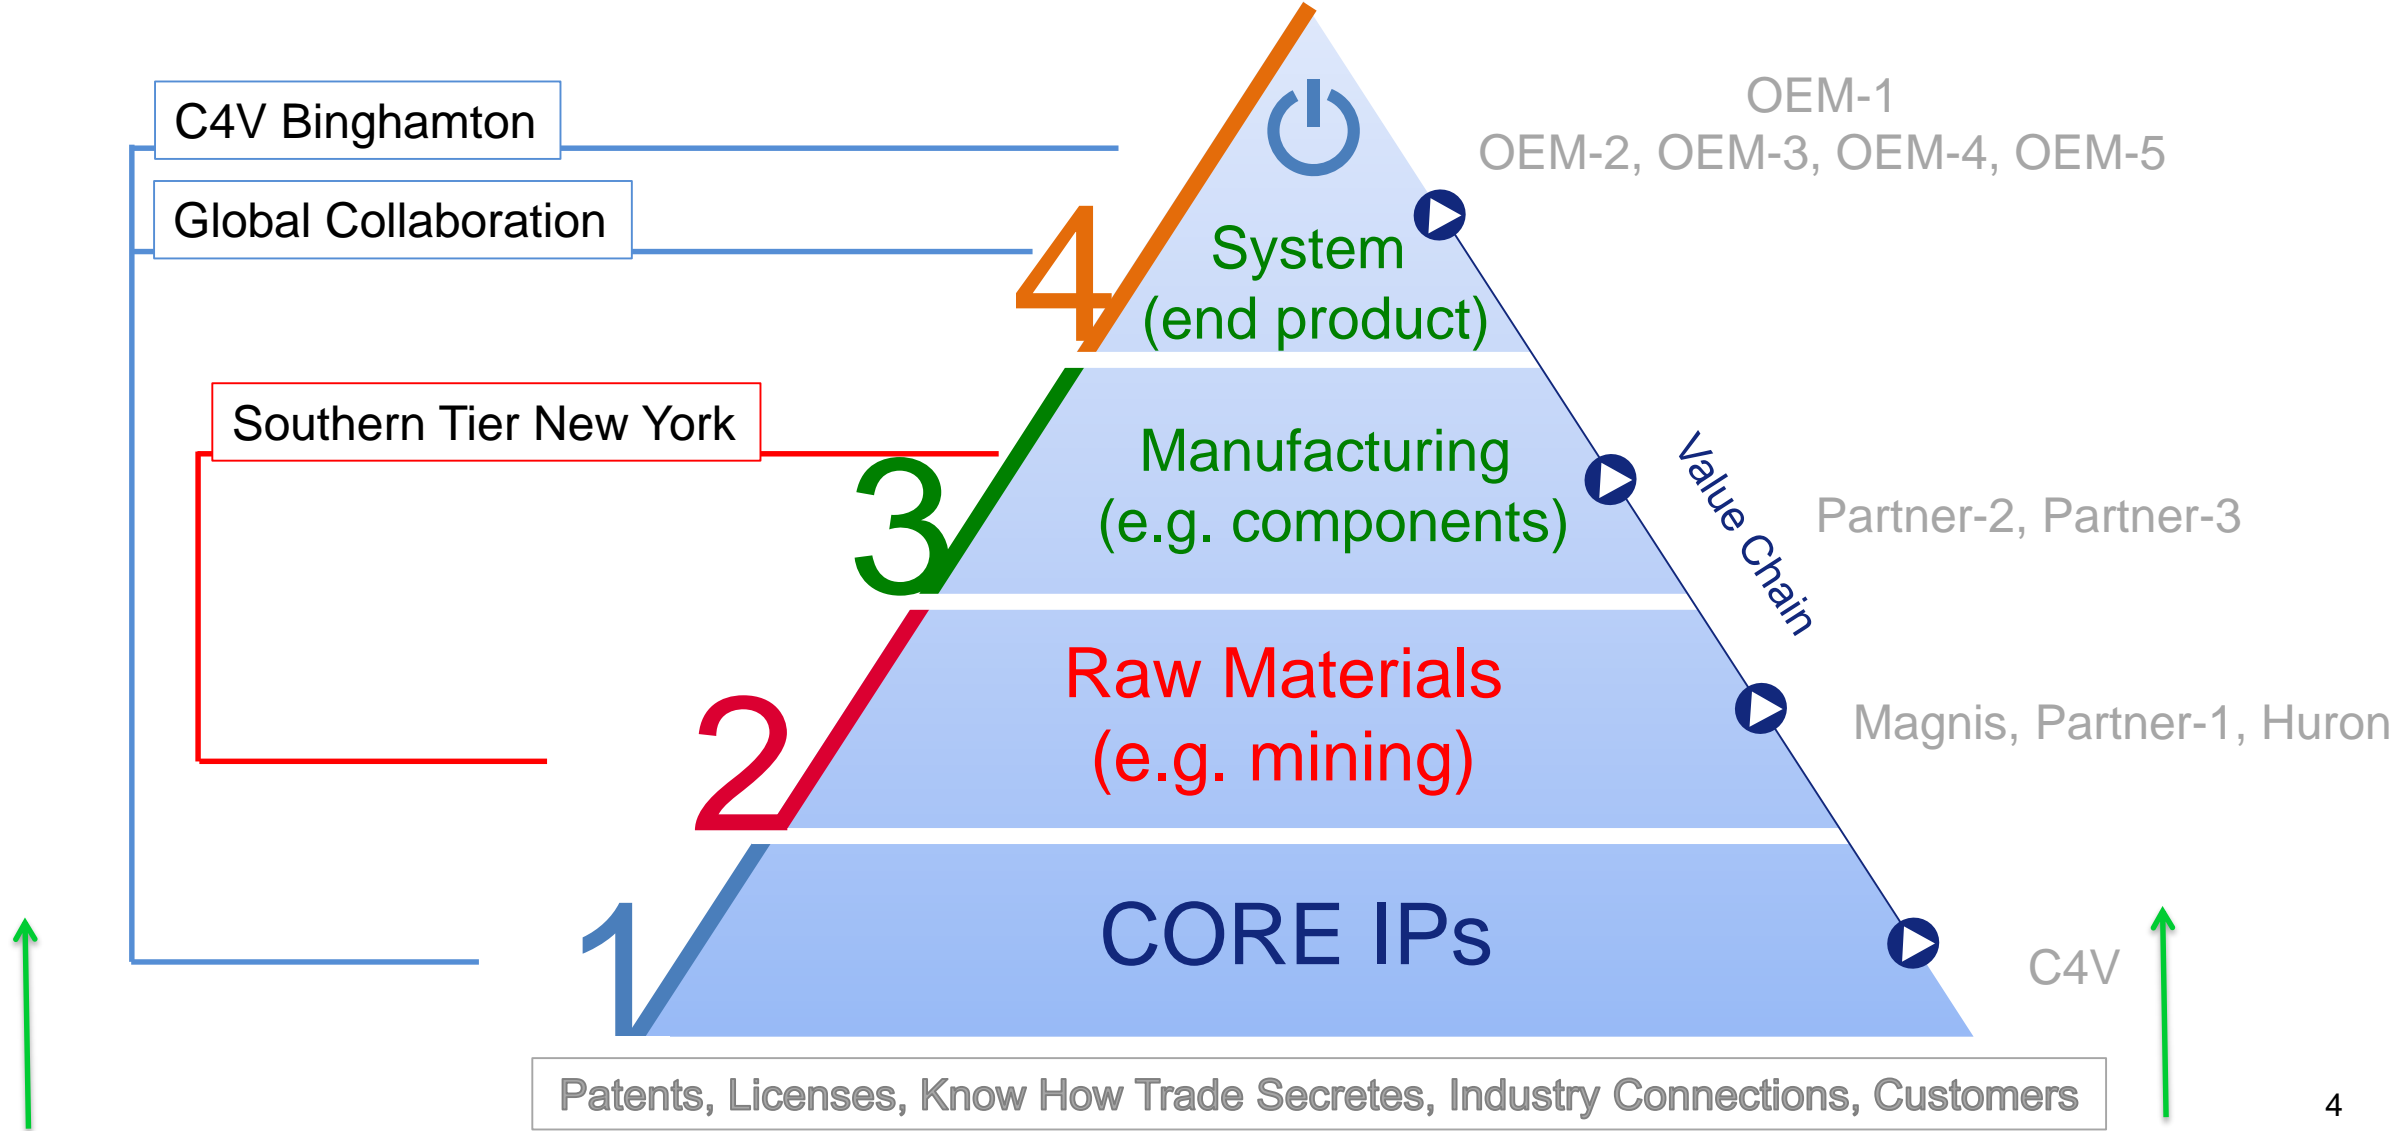 OEM-1
C4V Binghamton
OEM-2, OEM-3, OEM-4, OEM-5
Global Collaboration
4
System
(end product)
Southern Tier New York
3
Manufacturing
(e.g. components)
Value Chain
Partner-2, Partner-3
2
Raw Materials
(e.g. mining)
Magnis, Partner-1, Huron
1
CORE IPs
C4V
Patents, Licenses, Know How Trade Secretes, Industry Connections, Customers
4